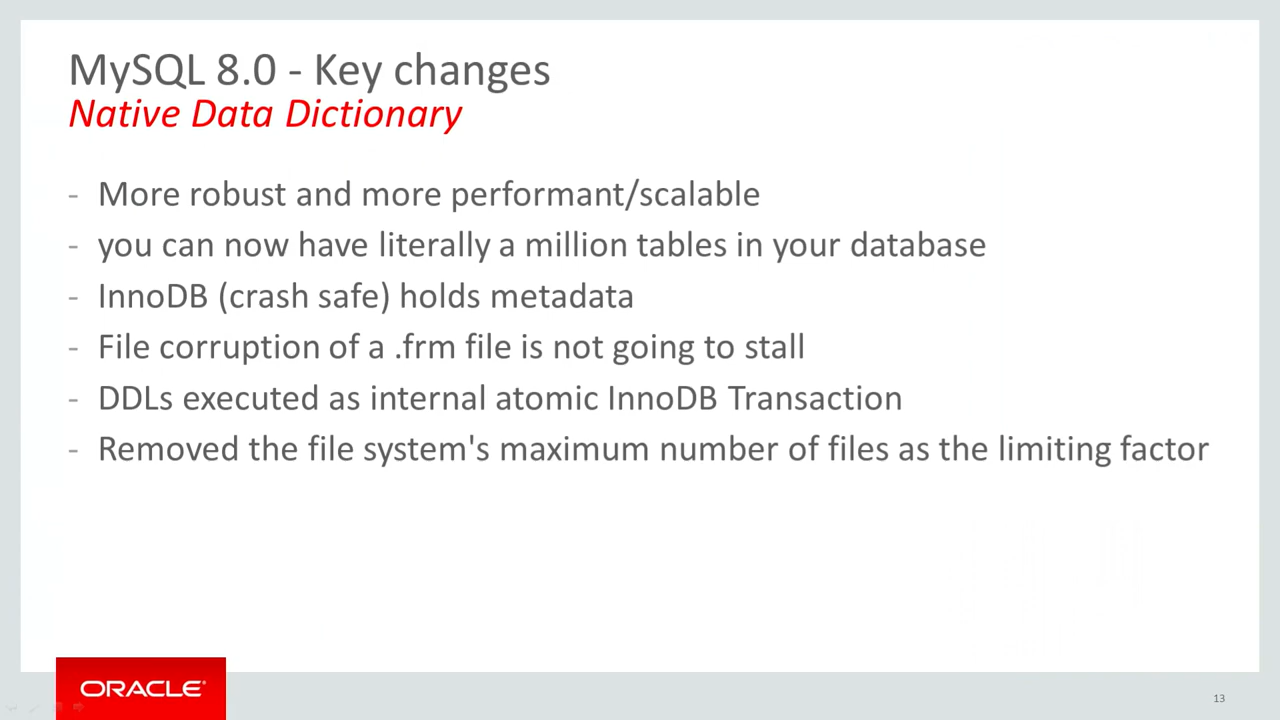 MySQL 8.0 - Key changes
Native Data Dictionary
- More robust and more performant/scalable
- you can now have literally a million tables in your database
- InnoDB (crash safe) holds metadata
- File corruption of a .frm file is not going to stall
- DDLs executed as internal atomic InnoDB Transaction
- Removed the file system's maximum number of files as the limiting factor
ORACLE®
13